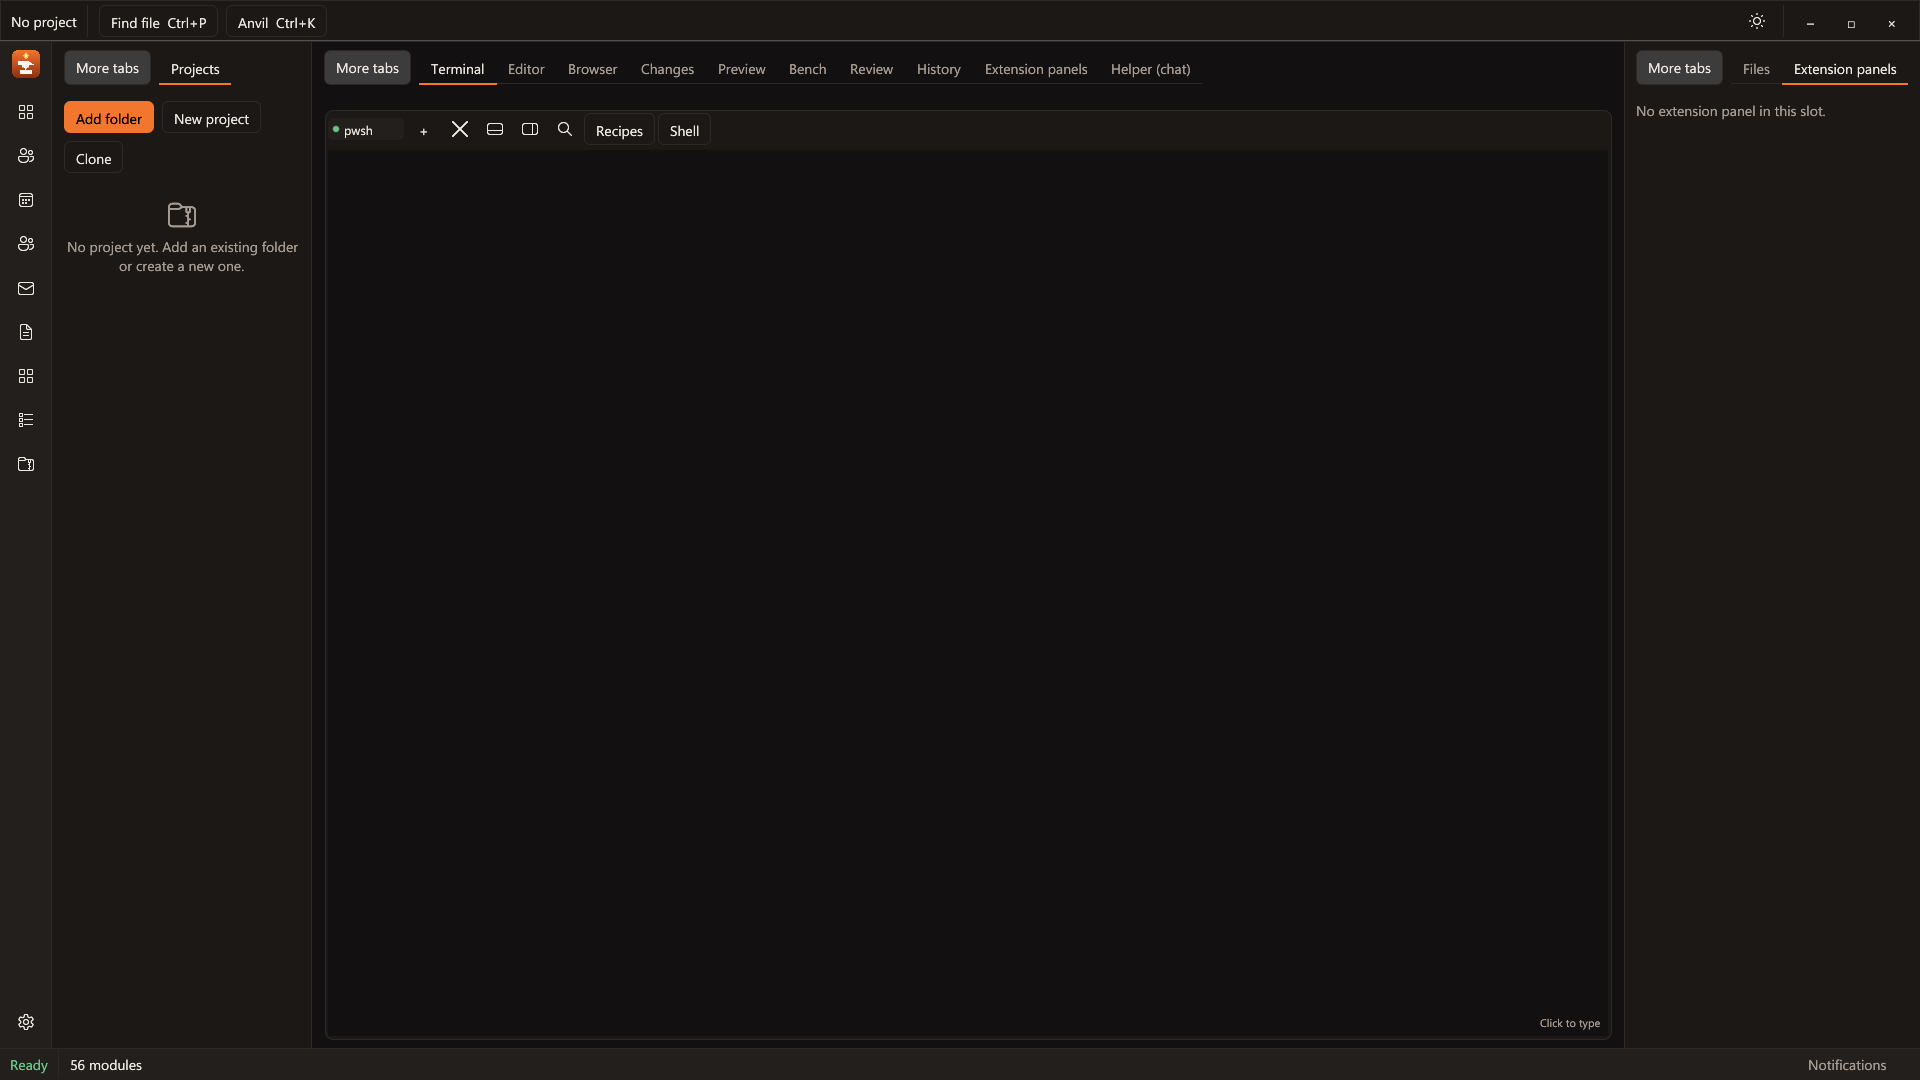 No project
Find file Ctrl+P
Anvil Ctrl+K
More tabs
Projects
Add folder
New project
Clone
No project yet. Add an existing folder
or create a new one.
More tabs
Terminal
Editor
Browser
Changes
Preview
Bench
Review
History
Extension panels
Helper (chat)
pwsh
+
Recipes
Shell
Click to type
More tabs
Files
Extension panels
No extension panel in this slot.
Ready
56 modules
Notifications